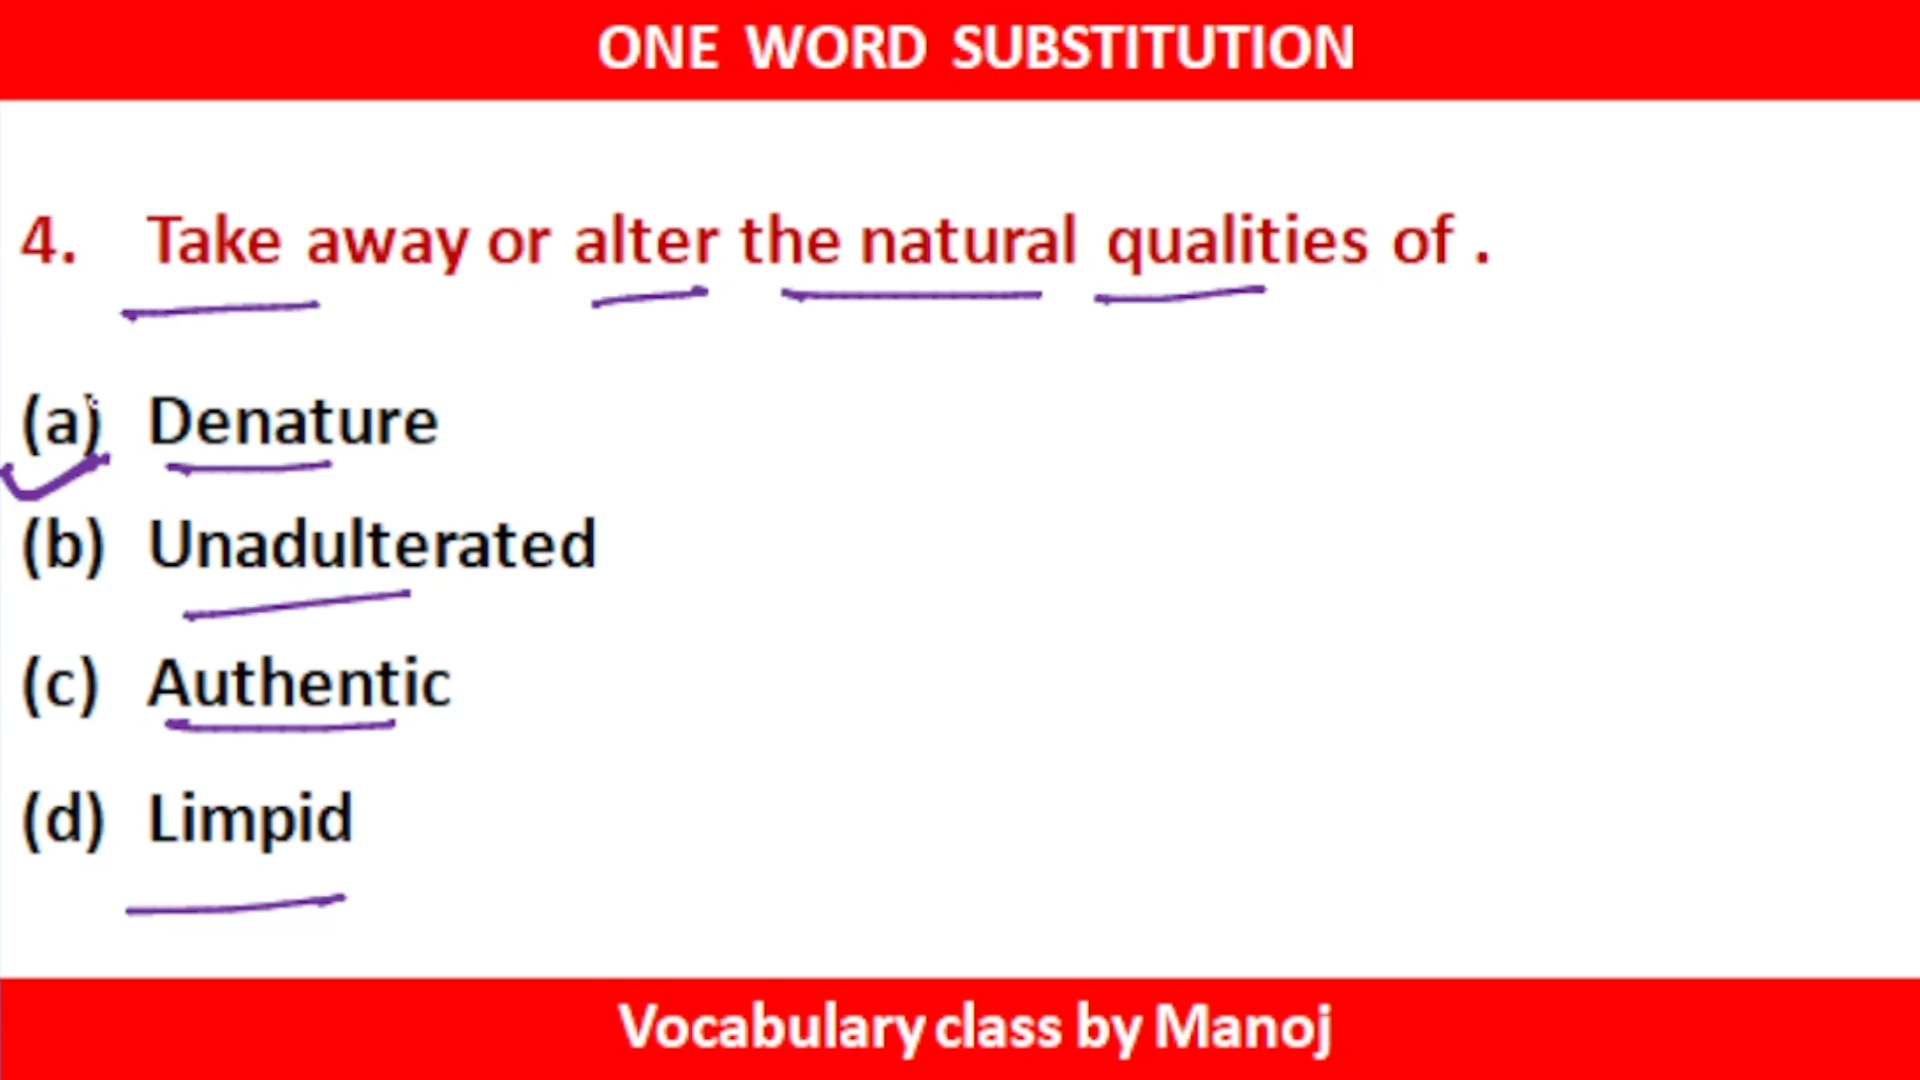 ONE WORD SUBSTITUTION
4. Take away or alter the natural qualities of .
(a) Denature
(b) Unadulterated
(c) Authentic
(d) Limpid
Vocabulary class by Manoj